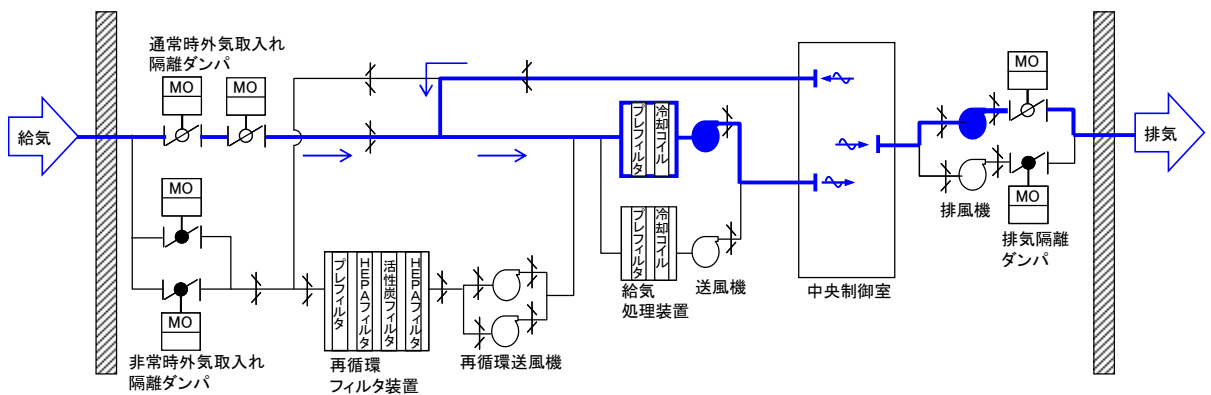 通常時外気取入れ
隔離ダンパ
MO
MO
給気
MO
MO
非常時外気取入れ
隔離ダンパ
プレフィルタ
HEPAフィルタ
活性炭フィルタ
HEPAフィルタ
再循環
フィルタ装置
再循環送風機
プレフィルタ
冷却コイル
プレフィルタ
冷却コイル
給気
処理装置
送風機
中央制御室
MO
排気
排風機
MO
排気隔離
ダンパ